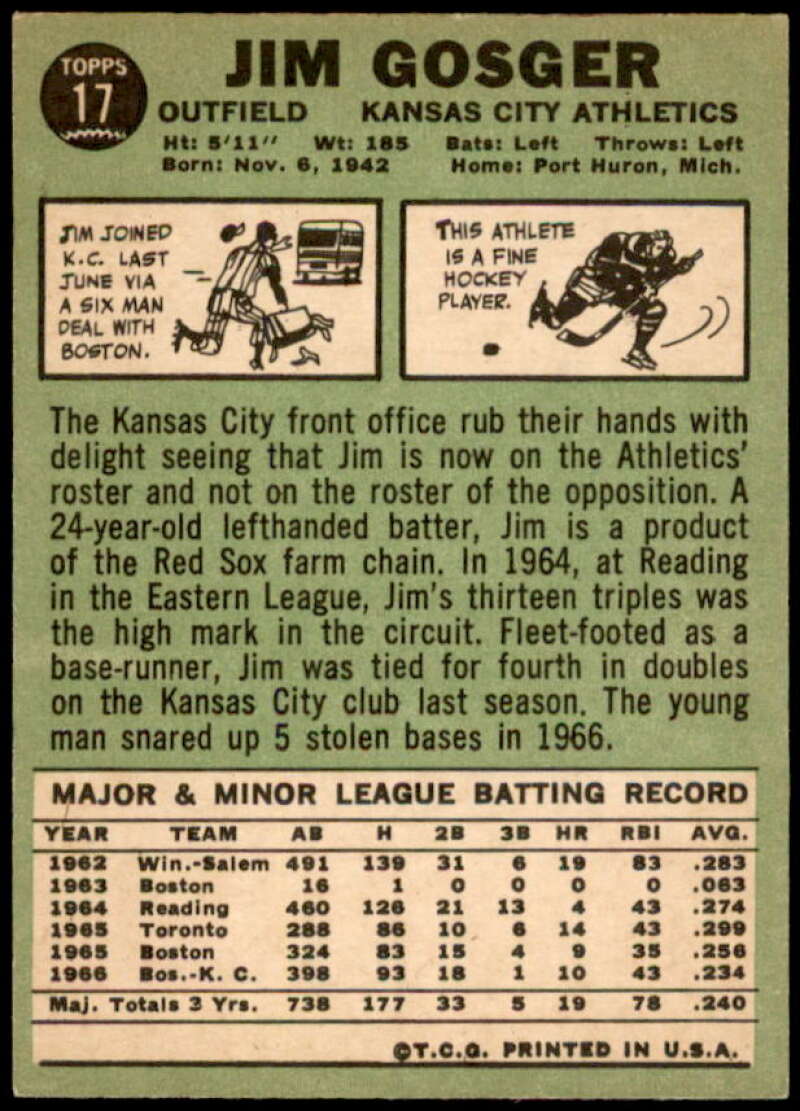 TOPPS
17
JIM GOSGER
OUTFIELD KANSAS CITY ATHLETICS
Ht: 5'11" Wt: 185 Bats: Left Throws: Left
Born: Nov. 6, 1942 Home: Port Huron, Mich.
JIM JOINED
K.C. LAST
JUNE VIA
A SIX MAN
DEAL WITH
BOSTON.
THIS ATHLETE
IS A FINE
HOCKEY
PLAYER.
The Kansas City front office rub their hands with
delight seeing that Jim is now on the Athletics'
roster and not on the roster of the opposition. A
24-year-old lefthanded batter, Jim is a product
of the Red Sox farm chain. In 1964, at Reading
in the Eastern League, Jim's thirteen triples was
the high mark in the circuit. Fleet-footed as a
base-runner, Jim was tied for fourth in doubles
on the Kansas City club last season. The young
man snared up 5 stolen bases in 1966.
MAJOR & MINOR LEAGUE BATTING RECORD
YEAR TEAM AB H 2B 3B HR RBI AVG.
1962 Win.-Salem 491 139 31 6 19 83 .283
1963 Boston 16 1 0 0 0 0 .063
1964 Reading 460 126 21 13 4 43 .274
1965 Toronto 288 86 10 6 14 43 .299
1965 Boston 324 83 15 4 9 35 .256
1966 Bos.-K. C. 398 93 18 1 10 43 .234
Maj. Totals 3 Yrs. 738 177 33 5 19 78 .240
©T.C.G. PRINTED IN U.S.A.